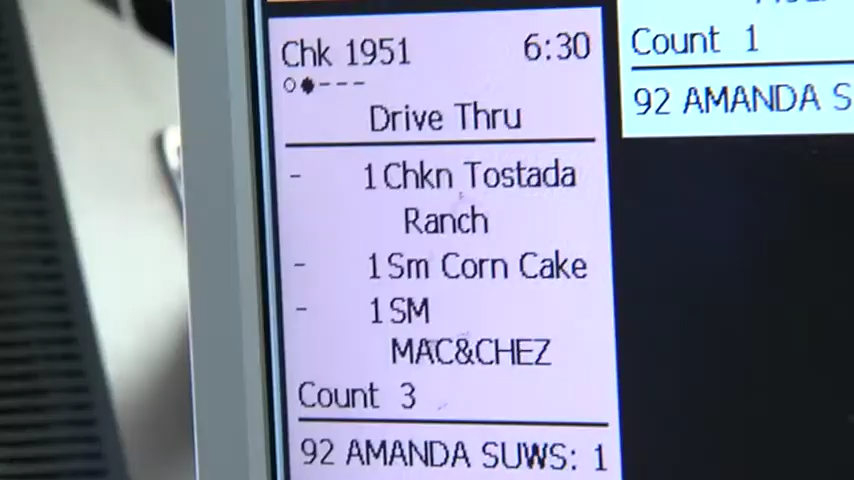 Chk 1951 6:30
Drive Thru
- 1 Chkn Tostada
Ranch
- 1 Sm Corn Cake
- 1 SM
MAC&CHEZ
Count 3
92 AMANDA SUWS: 1
Count 1
92 AMANDA S